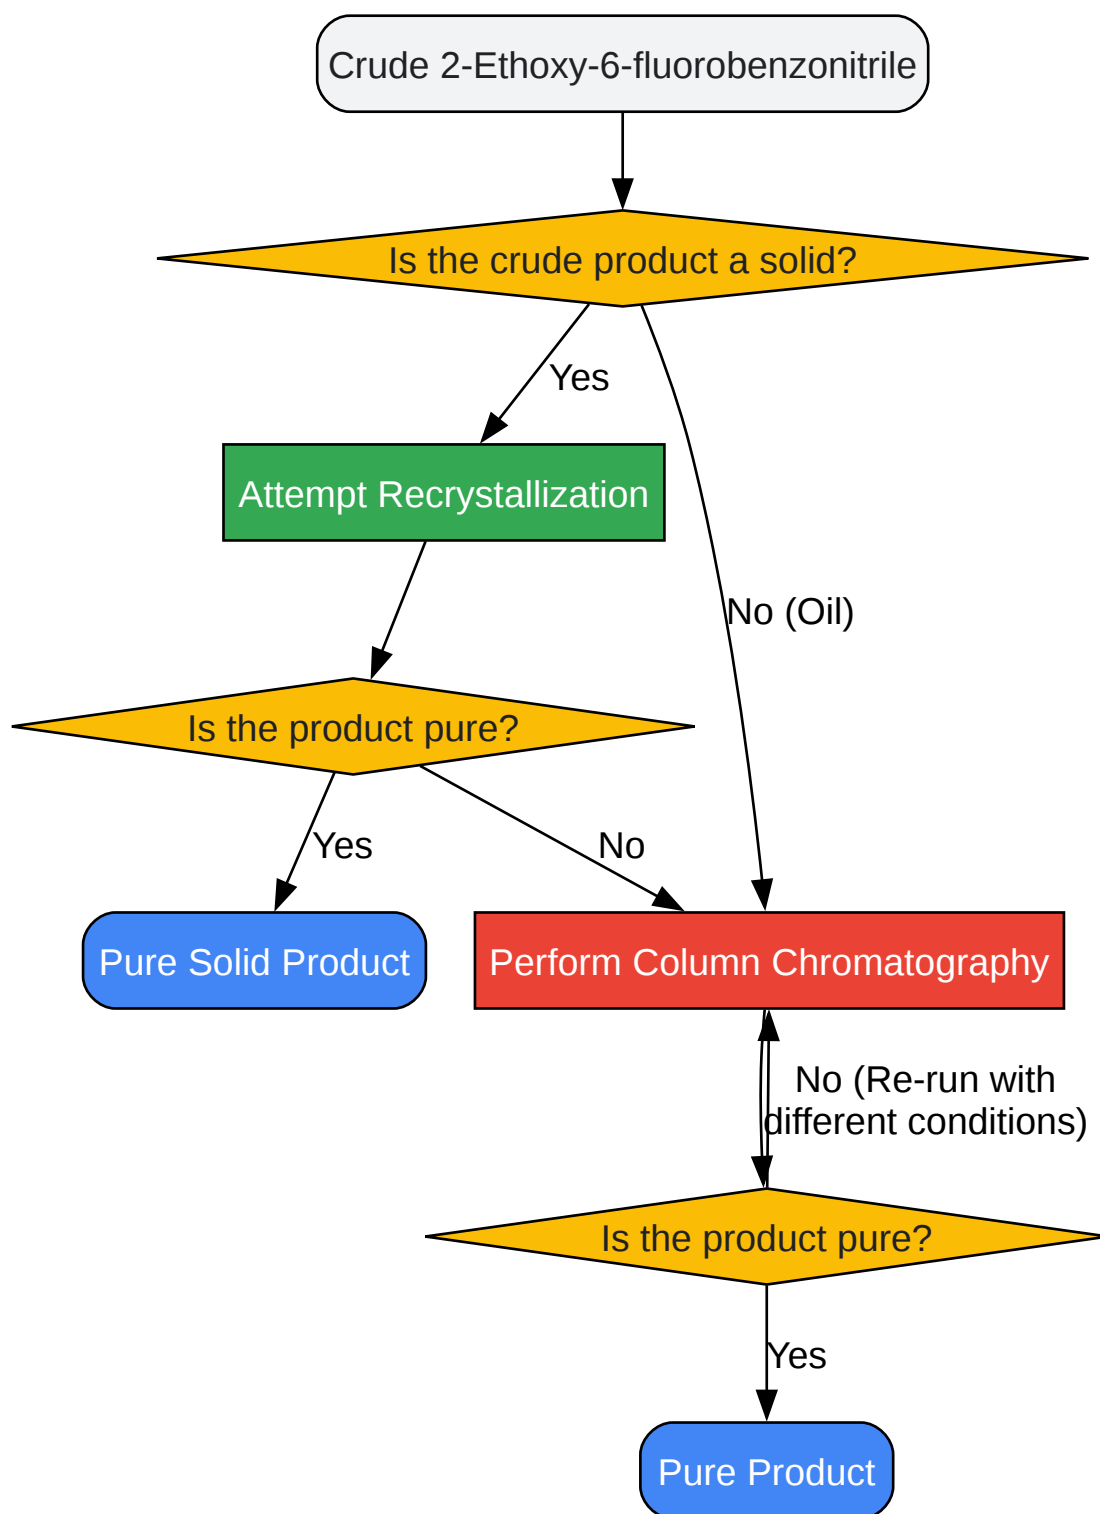 Crude 2-Ethoxy-6-fluorobenzonitrile
Is the crude product a solid?
Yes
Attempt Recrystallization
No (Oil)
Is the product pure?
Yes
No
Pure Solid Product
Perform Column Chromatography
No (Re-run with
different conditions)
Is the product pure?
Yes
Pure Product